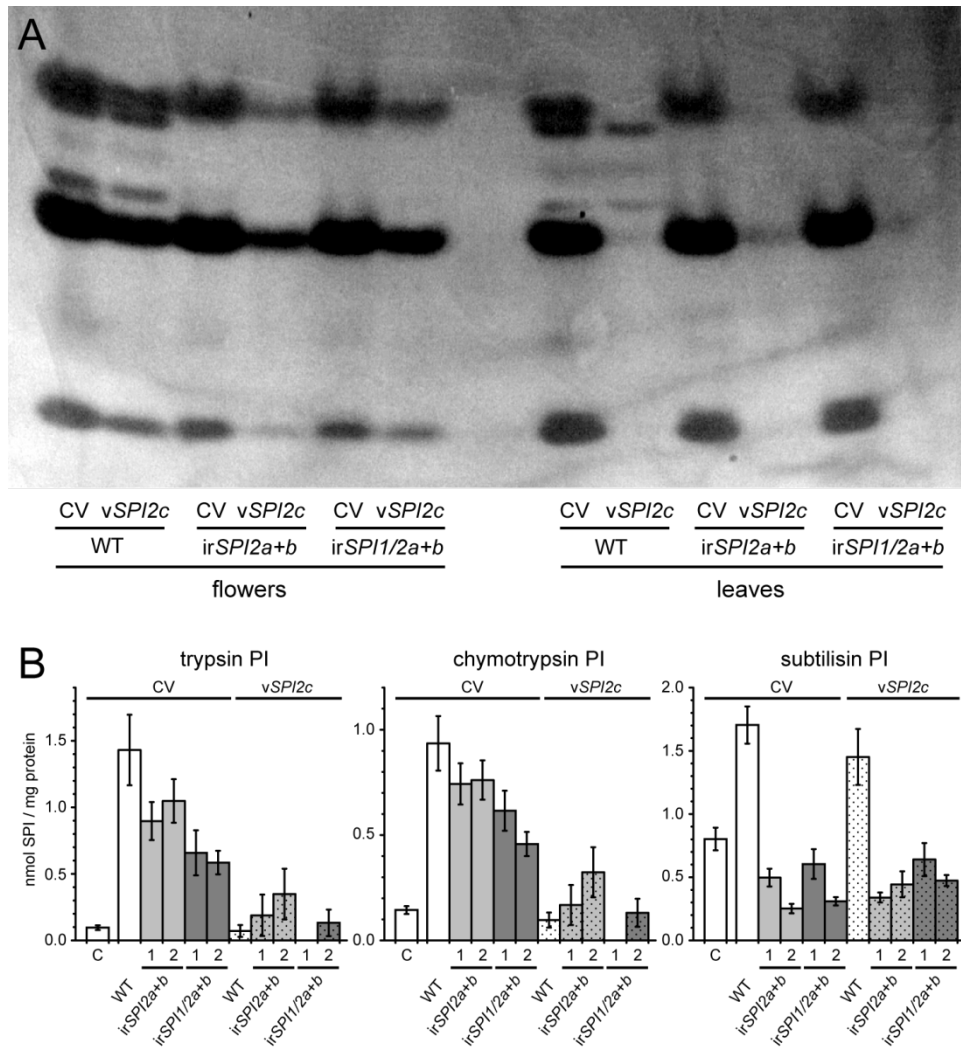 A
CV vSPI2c CV vSPI2c CV vSPI2c CV vSPI2c CV vSPI2c CV vSPI2c
WT irSPI2a+b irSPI1/2a+b WT irSPI2a+b irSPI1/2a+b
flowers leaves
B
trypsin PI chymotrypsin PI subtilisin PI
CV vSPI2c CV vSPI2c CV vSPI2c
nmol SPI / mg protein
1.5
1.0
0.5
0.0
1.0
0.5
0.0
2.0
1.5
1.0
0.5
0.0
C 1 2 1 2 1 2 1 2 C 1 2 1 2 1 2 1 2 C 1 2 1 2 1 2 1 2
WT irSPI2a+b irSPI1/2a+b WT irSPI2a+b irSPI1/2a+b WT irSPI2a+b irSPI1/2a+b WT irSPI2a+b irSPI1/2a+b WT irSPI2a+b irSPI1/2a+b WT irSPI2a+b irSPI1/2a+b